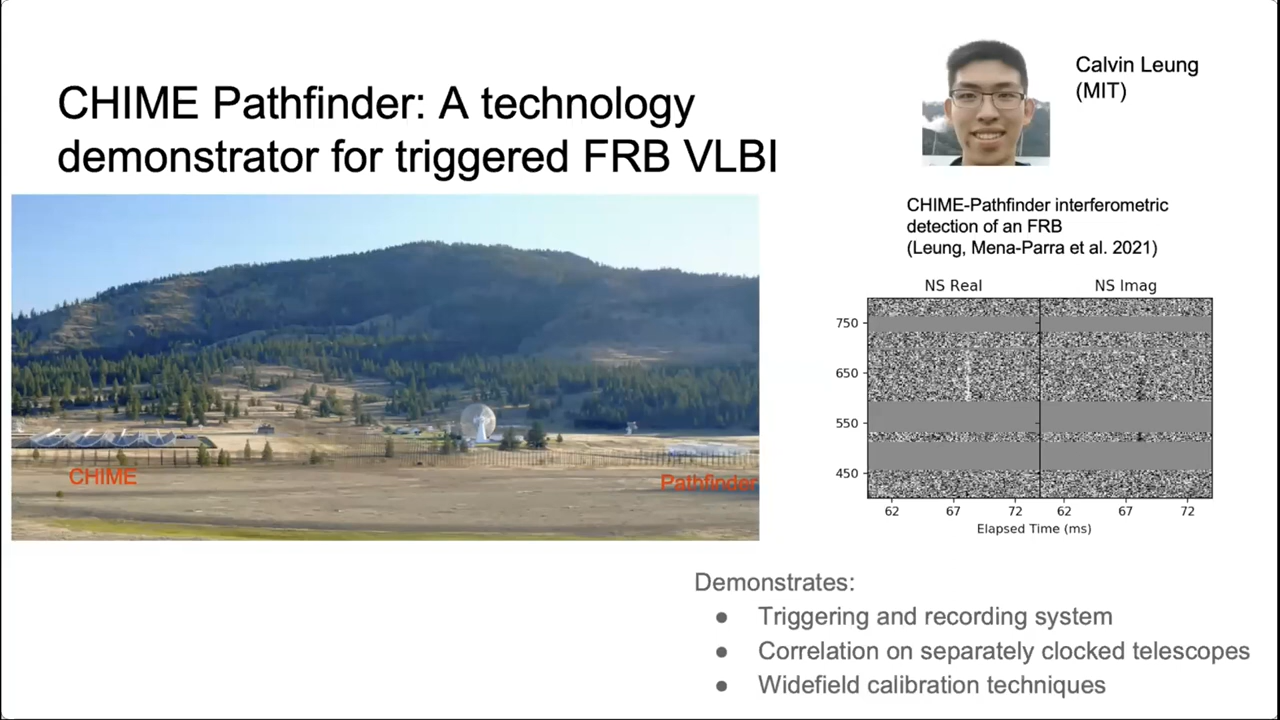 CHIME Pathfinder: A technology
demonstrator for triggered FRB VLBI
Calvin Leung
(MIT)
CHIME
Pathfinder
CHIME-Pathfinder interferometric
detection of an FRB
(Leung, Mena-Parra et al. 2021)
NS Real NS Imag
750
650
550
450
62 67 72 62 67 72
Elapsed Time (ms)
Demonstrates:
● Triggering and recording system
● Correlation on separately clocked telescopes
● Widefield calibration techniques